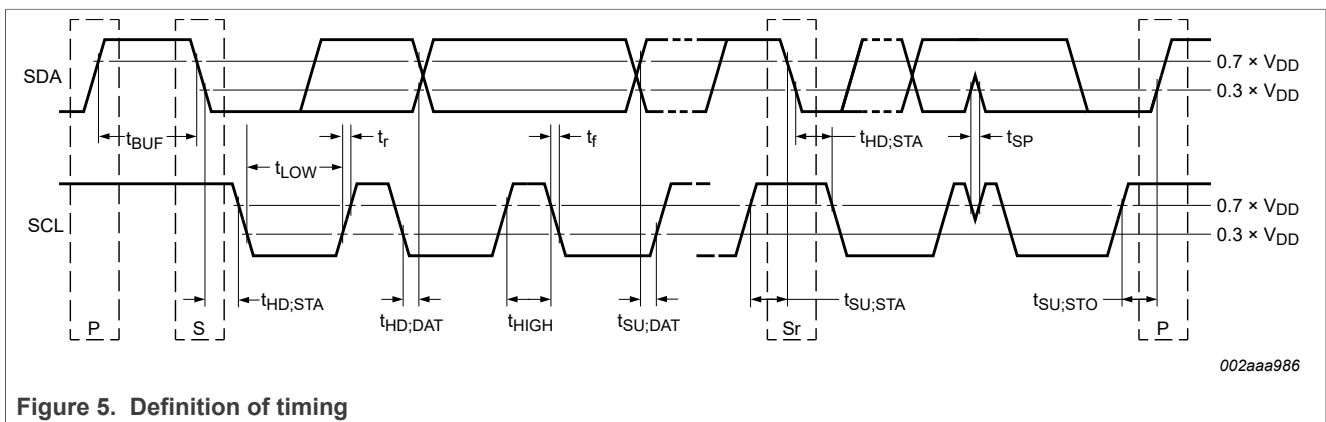 SDA
0.7 × VDD
0.3 × VDD
tBUF
tLOW
tr
tf
tHD;STA
tSP
SCL
0.7 × VDD
0.3 × VDD
tHD;STA
tHD;DAT
tHIGH
tSU;DAT
tSU;STA
tSU;STO
P
S
Sr
P
002aaa986
Figure 5. Definition of timing